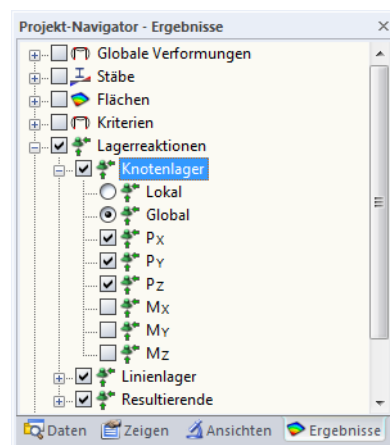 Projekt-Navigator - Ergebnisse
Globale Verformungen
Stäbe
Flächen
Kriterien
Lagerreaktionen
Knotenlager
Lokal
Global
PX
PY
PZ
MX
MY
MZ
Linienlager
Resultierende
Daten Zeigen Ansichten Ergebnisse